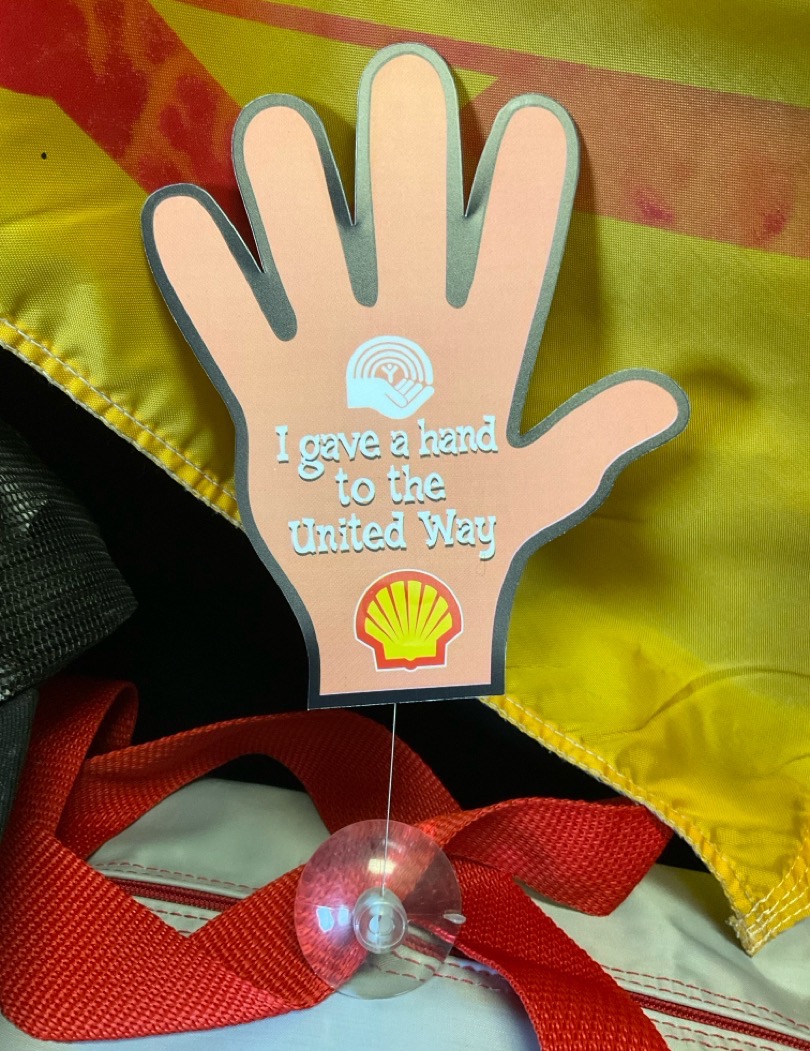 I gave a hand
to the
United Way